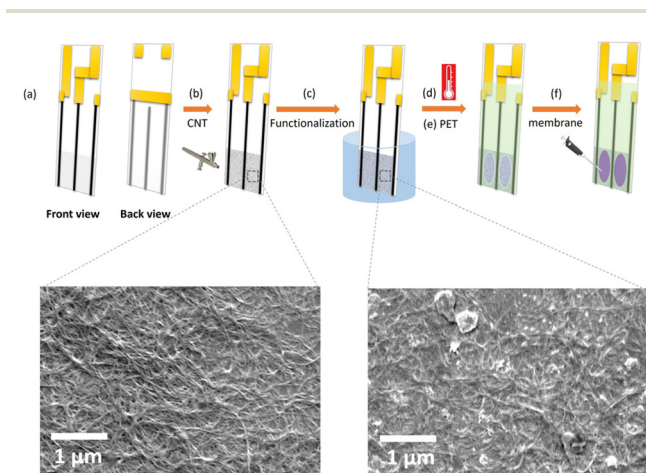 (a)
(b)
(c)
(d)
(f)
CNT
Functionalization
(e) PET
membrane
Front view
Back view
1 µm
1 µm